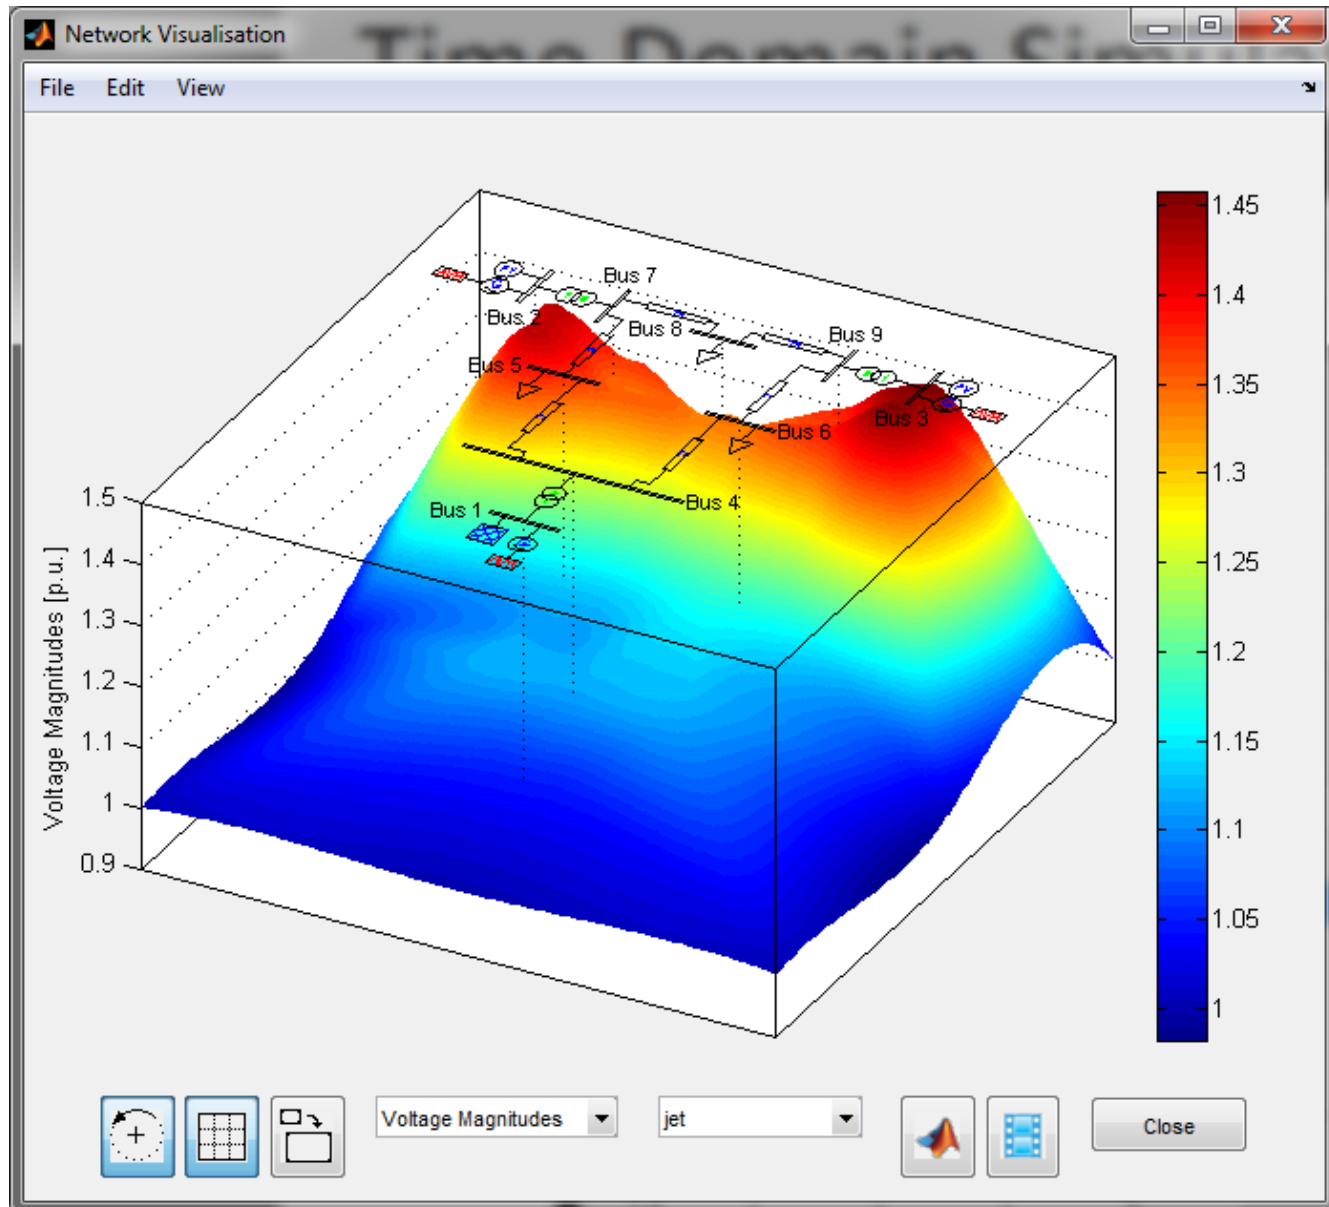 Network Visualisation
Time Domain
File Edit View
Bus 7
Bus 2
Bus 8
Bus 9
Bus 5
Bus 3
Bus 6
Bus 4
Bus 1
Voltage Magnitudes [p.u.]
1.5
1.4
1.3
1.2
1.1
1
0.9
1.45
1.4
1.35
1.3
1.25
1.2
1.15
1.1
1.05
1
Voltage Magnitudes
jet
Close